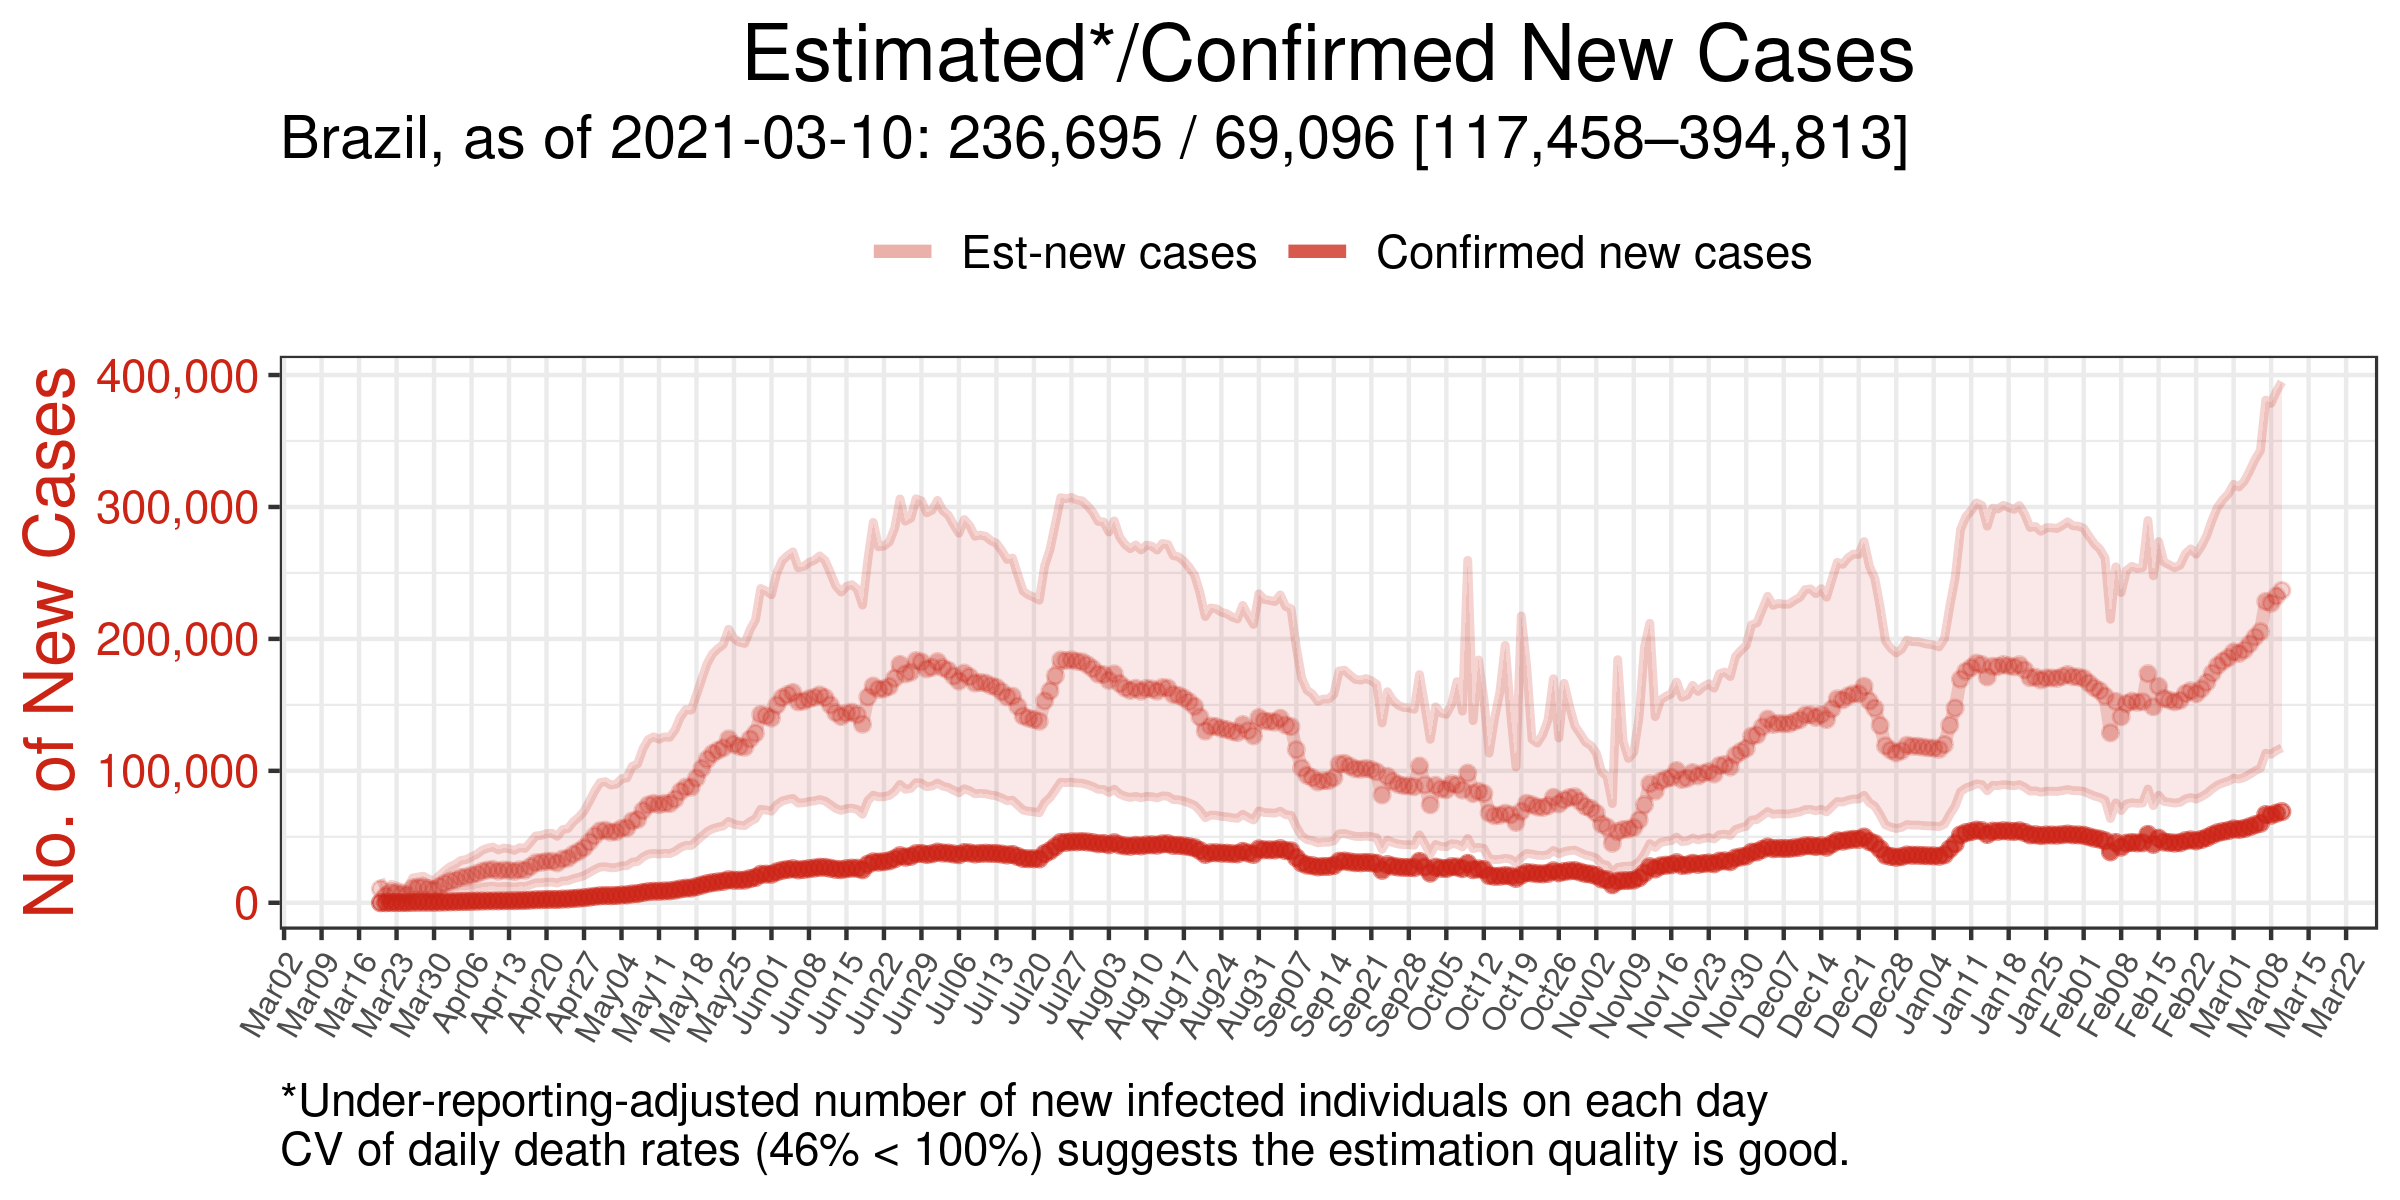 Estimated*/Confirmed New Cases
Brazil, as of 2021-03-10: 236,695 / 69,096 [117,458–394,813]
Est-new cases Confirmed new cases
No. of New Cases
400,000
300,000
200,000
100,000
0
Mar02 Mar09 Mar16 Mar23 Mar30 Apr06 Apr13 Apr20 Apr27 May04 May11 May18 May25 Jun01 Jun08 Jun15 Jun22 Jun29 Jul06 Jul13 Jul20 Jul27 Aug03 Aug10 Aug17 Aug24 Aug31 Sep07 Sep14 Sep21 Sep28 Oct05 Oct12 Oct19 Oct26 Nov02 Nov09 Nov16 Nov23 Nov30 Dec07 Dec14 Dec21 Dec28 Jan04 Jan11 Jan18 Jan25 Feb01 Feb08 Feb15 Feb22 Mar01 Mar08 Mar15 Mar22
*Under-reporting-adjusted number of new infected individuals on each day
CV of daily death rates (46% < 100%) suggests the estimation quality is good.